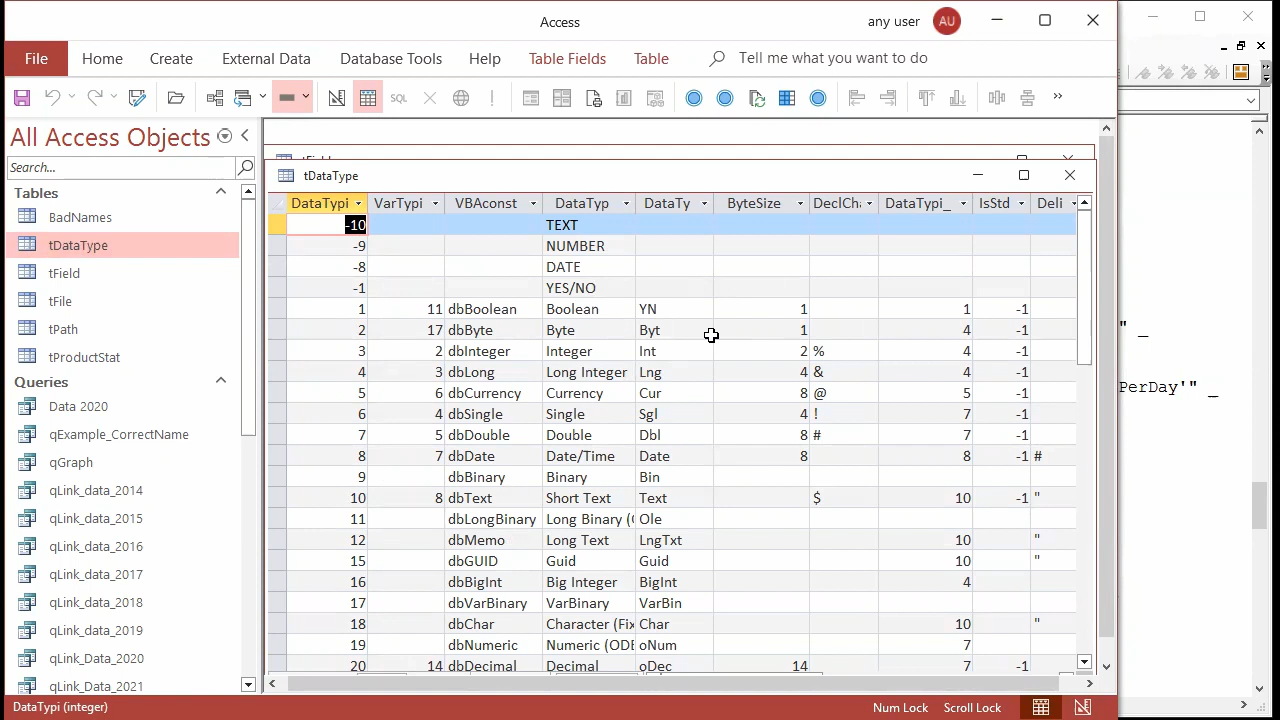 Access
any user AU
File Home Create External Data Database Tools Help Table Fields Table Tell me what you want to do
SQL
All Access Objects
Search...
Tables
BadNames
tDataType
tField
tFile
tPath
tProductStat
Queries
Data 2020
qExample_CorrectName
qGraph
qLink_data_2014
qLink_data_2015
qLink_data_2016
qLink_data_2017
qLink_data_2018
qLink_data_2019
qLink_Data_2020
qLink_Data_2021
tDataType
DataTypi VarTypi VBAconst DataTyp DataTy ByteSize DeclCha DataTypi_ IsStd Deli
-10 TEXT
-9 NUMBER
-8 DATE
-1 YES/NO
1 11 dbBoolean Boolean YN 1 1 -1
2 17 dbByte Byte Byt 1 4 -1
3 2 dbInteger Integer Int 2 % 4 -1
4 3 dbLong Long Integer Lng 4 & 4 -1
5 6 dbCurrency Currency Cur 8 @ 5 -1
6 4 dbSingle Single Sgl 4 ! 7 -1
7 5 dbDouble Double Dbl 8 # 7 -1
8 7 dbDate Date/Time Date 8 8 -1 #
9 dbBinary Binary Bin
10 8 dbText Short Text Text $ 10 -1 "
11 dbLongBinary Long Binary (O Ole
12 dbMemo Long Text LngTxt 10 "
15 dbGUID Guid Guid 10 "
16 dbBigInt Big Integer BigInt 4
17 dbVarBinary VarBinary VarBin
18 dbChar Character (Fix Char 10 "
19 dbNumeric Numeric (ODB oNum 7
20 14 dbDecimal Decimal oDec 14 7 -1
" _
PerDay'" _
DataTypi (integer) Num Lock Scroll Lock